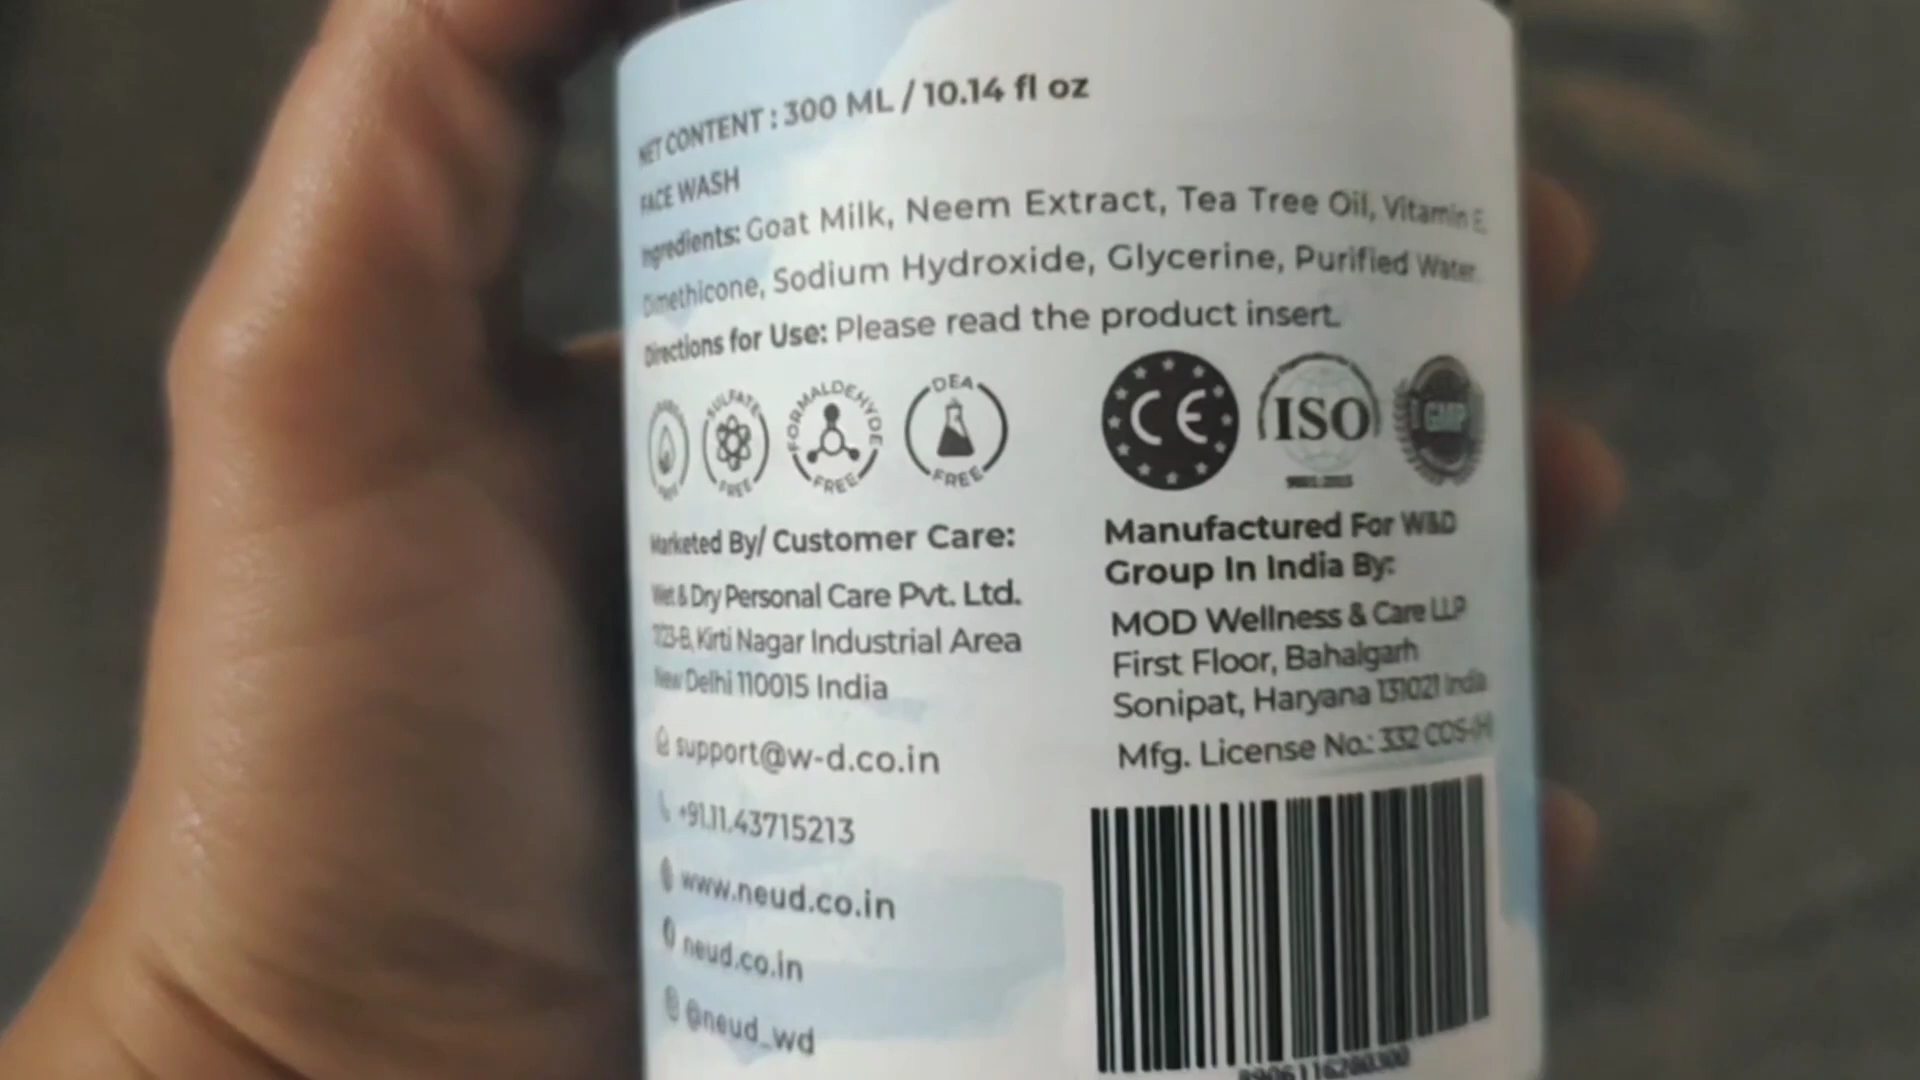 NET CONTENT : 300 ML / 10.14 fl oz
FACE WASH
Ingredients: Goat Milk, Neem Extract, Tea Tree Oil, Vitamin E,
Dimethicone, Sodium Hydroxide, Glycerine, Purified Water.
Directions for Use: Please read the product insert.
SULFATE FREE
FORMALDEHYDE FREE
DEA FREE
CE
ISO
9001:2015
GMP
Marketed By/ Customer Care:
Wet & Dry Personal Care Pvt. Ltd.
Kirti Nagar Industrial Area
New Delhi 110015 India
support@w-d.co.in
+91.11.43715213
www.neud.co.in
neud.co.in
@neud_wd
Manufactured For W&D
Group In India By:
MOD Wellness & Care LLP
First Floor, Bahalgarh
Sonipat, Haryana 131021 India
Mfg. License No.: 332 COS-(H)
8906116280300